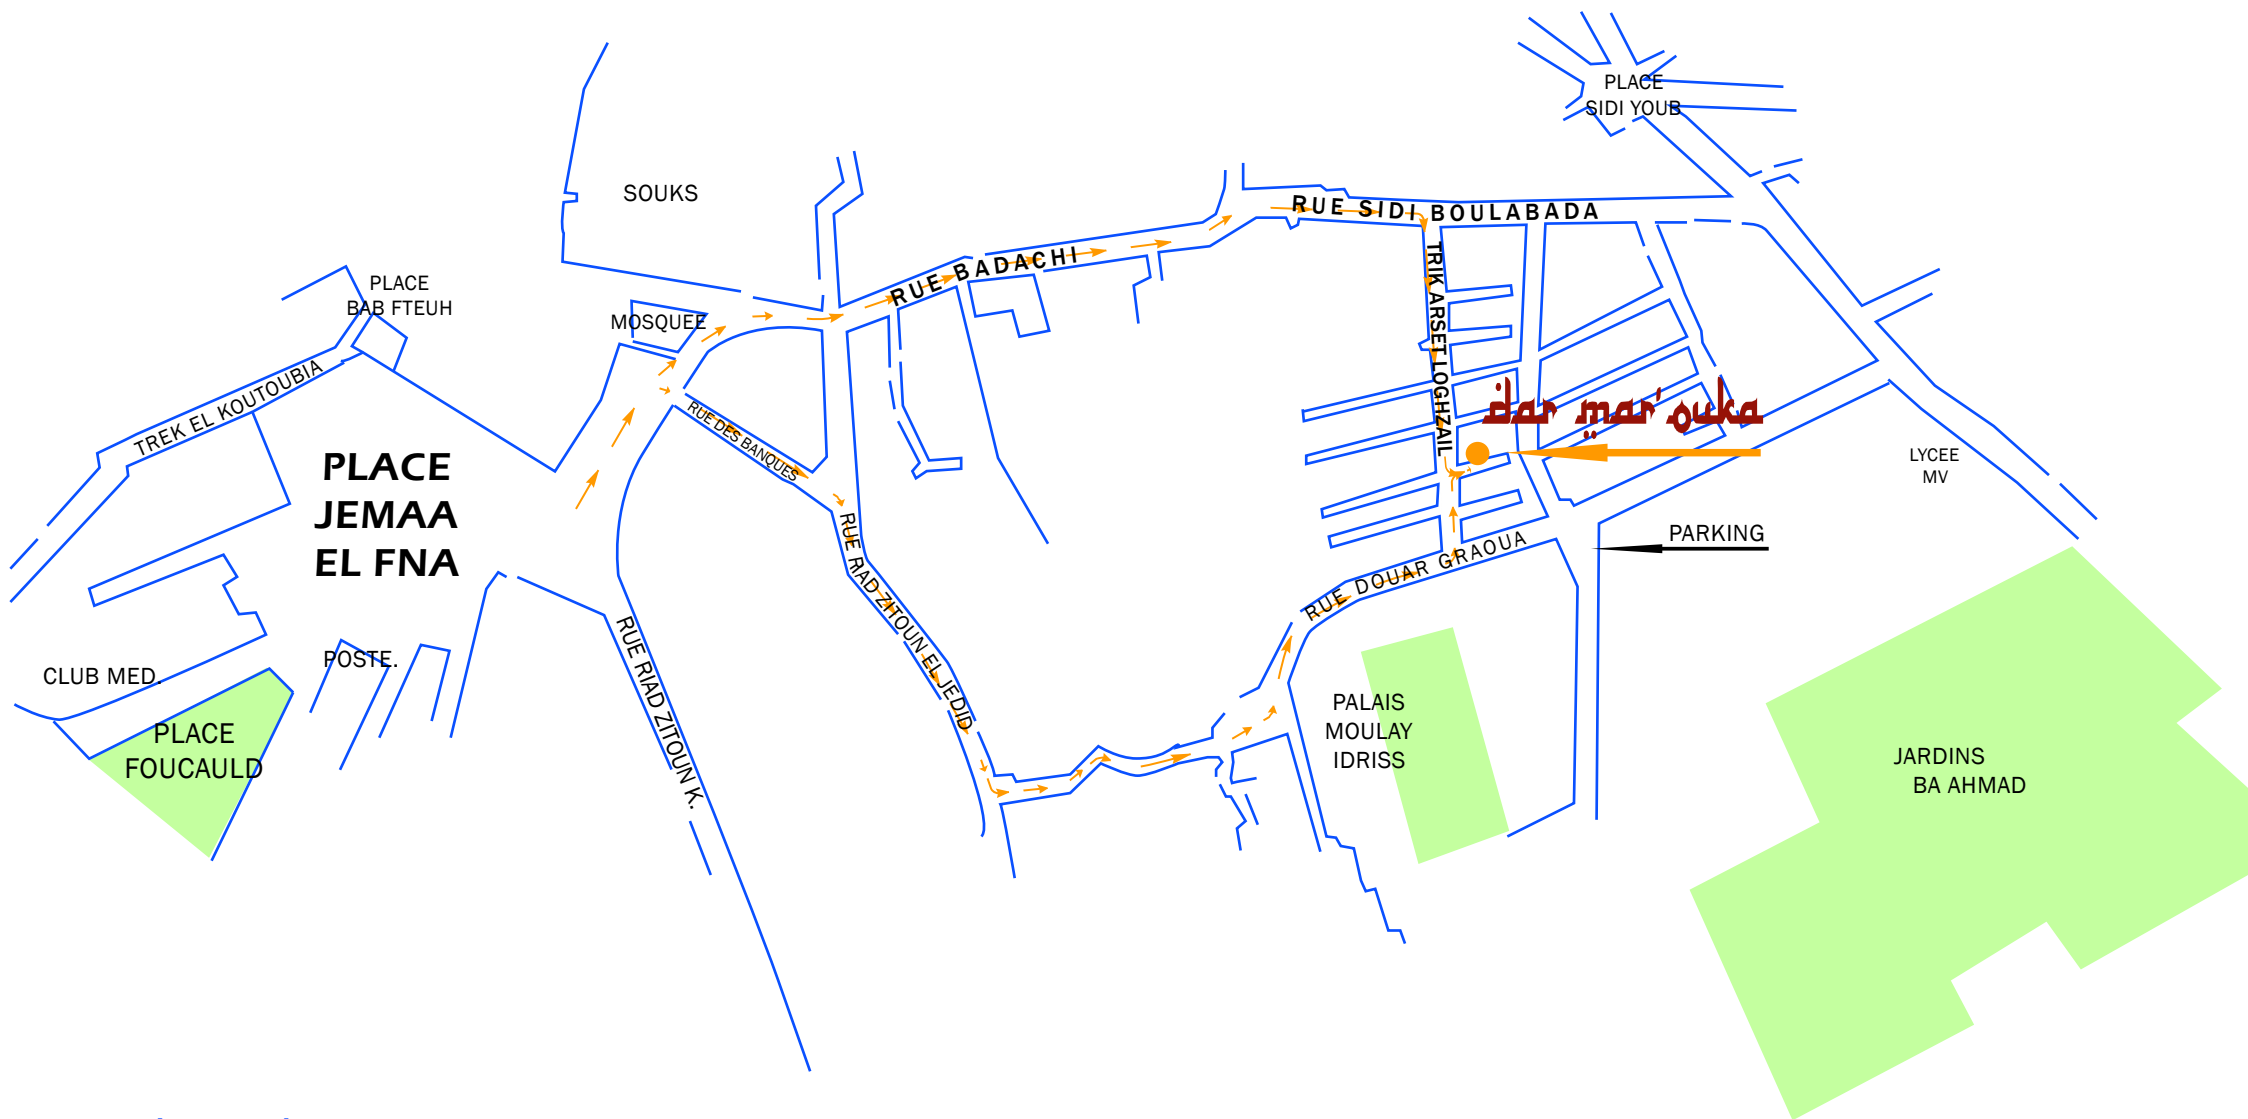 PLACE
SIDI YOUB
SOUKS
RUE SIDI BOULABADA
RUE BADACHI
PLACE
BAB FTEUH
MOSQUEE
TRIK ARSET LOGHZAIL
TREK EL KOUTOUBIA
RUE DES BANQUES
dar mar'ouka
PLACE
JEMAA
EL FNA
LYCEE
MV
PARKING
RUE RIAD ZITOUN EL JEDID
RUE DOUAR GRAOUA
RUE RIAD ZITOUN K.
POSTE.
CLUB MED.
PLACE
FOUCAULD
PALAIS
MOULAY
IDRISS
JARDINS
BA AHMAD